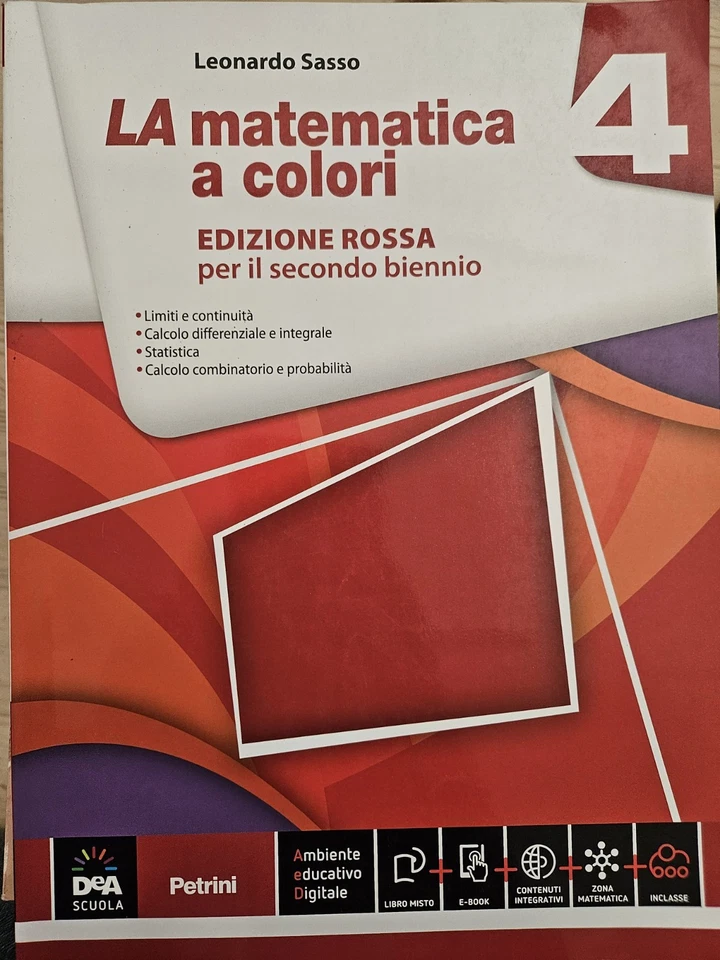 Leonardo Sasso
4
LA matematica
a colori
EDIZIONE ROSSA
per il secondo biennio
• Limiti e continuità
• Calcolo differenziale e integrale
• Statistica
• Calcolo combinatorio e probabilità
DeA
SCUOLA
Petrini
Ambiente
educativo
Digitale
LIBRO MISTO
+
E-BOOK
+
CONTENUTI
INTEGRATIVI
+
ZONA
MATEMATICA
+
INCLASSE